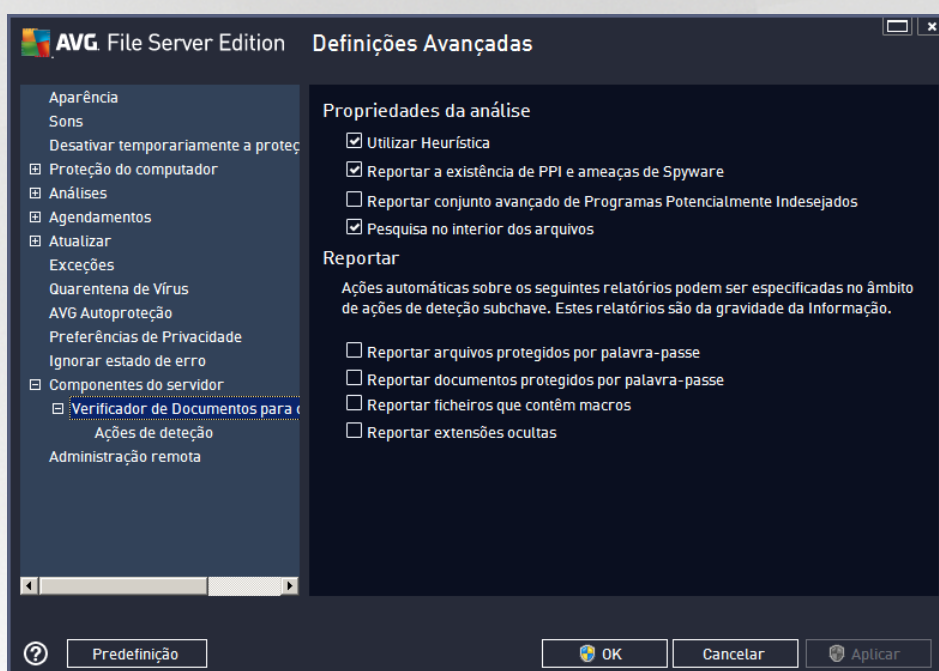 AVG. File Server Edition Definições Avançadas
Aparência
Sons
Desativar temporariamente a proteç
Proteção do computador
Análises
Agendamentos
Atualizar
Exceções
Quarentena de Vírus
AVG Autoproteção
Preferências de Privacidade
Ignorar estado de erro
Componentes do servidor
Verificador de Documentos para
Ações de deteção
Administração remota
Propriedades da análise
Utilizar Heurística
Reportar a existência de PPI e ameaças de Spyware
Reportar conjunto avançado de Programas Potencialmente Indesejados
Pesquisa no interior dos arquivos
Reportar
Ações automáticas sobre os seguintes relatórios podem ser especificadas no âmbito
de ações de deteção subchave. Estes relatórios são da gravidade da Informação.
Reportar arquivos protegidos por palavra-passe
Reportar documentos protegidos por palavra-passe
Reportar ficheiros que contêm macros
Reportar extensões ocultas
Predefinição
OK
Cancelar
Aplicar